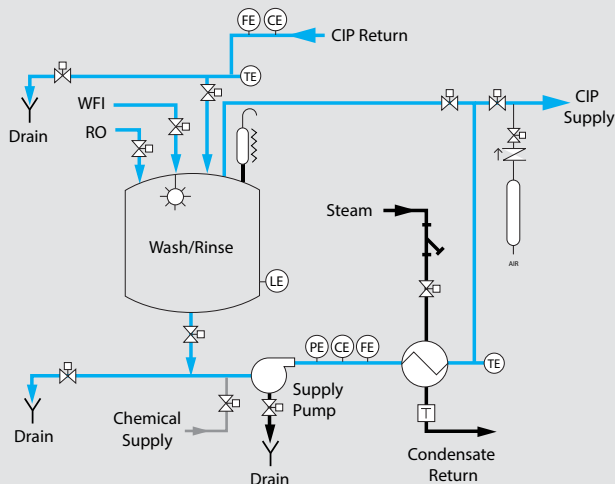 FE
CE
CIP Return
TE
WFI
RO
Drain
CIP
Supply
Steam
AIR
Wash/Rinse
LE
PE
CE
FE
TE
Supply
Pump
Chemical
Supply
Drain
T
Condensate
Return
Drain